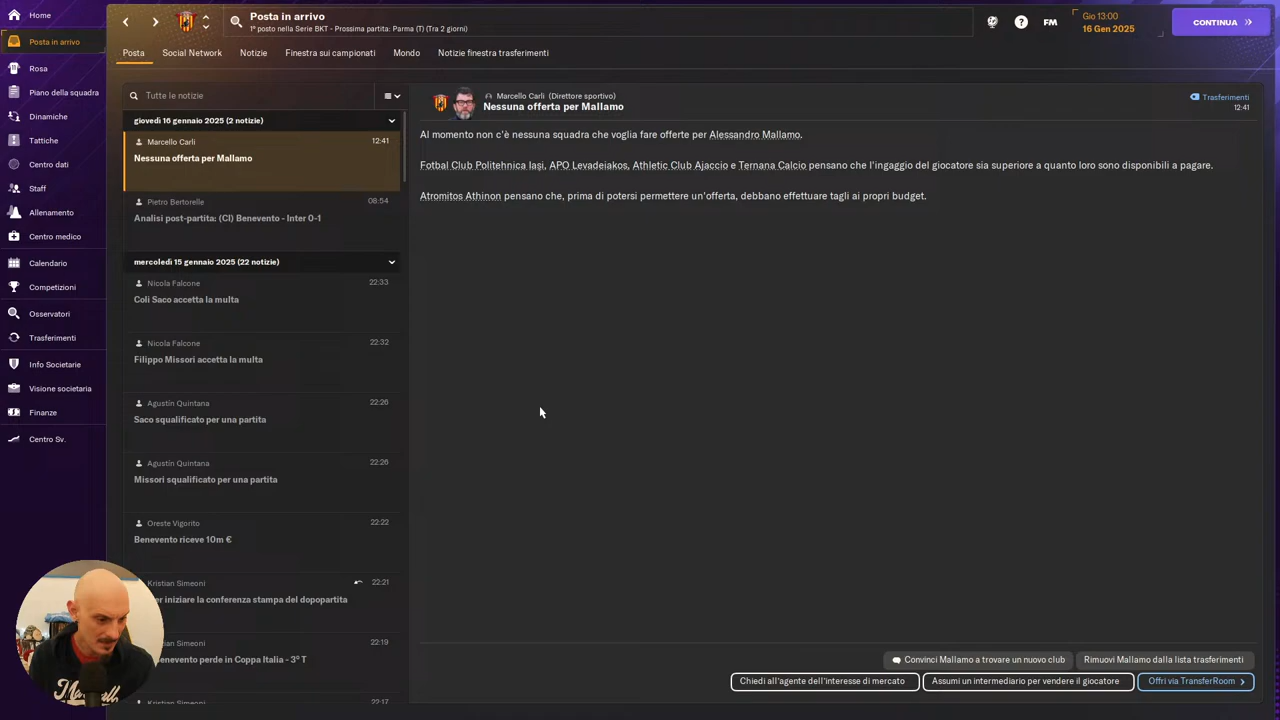 Home
Posta in arrivo
Rosa
Piano della squadra
Dinamiche
Tattiche
Centro dati
Staff
Allenamento
Centro medico
Calendario
Competizioni
Osservatori
Trasferimenti
Info Societarie
Visione societaria
Finanze
Centro Sv.
Posta in arrivo
1° posto nella Serie BKT - Prossima partita: Parma (T) (Tra 2 giorni)
FM
Gio 13:00
16 Gen 2025
CONTINUA
Posta
Social Network
Notizie
Finestra sui campionati
Mondo
Notizie finestra trasferimenti
Tutte le notizie
giovedì 16 gennaio 2025 (2 notizie)
Marcello Carli 12:41
Nessuna offerta per Mallamo
Pietro Bertorelle 08:54
Analisi post-partita: (CI) Benevento - Inter 0-1
mercoledì 15 gennaio 2025 (22 notizie)
Nicola Falcone 22:33
Coli Saco accetta la multa
Nicola Falcone 22:32
Filippo Missori accetta la multa
Agustín Quintana 22:26
Saco squalificato per una partita
Agustín Quintana 22:26
Missori squalificato per una partita
Oreste Vigorito 22:22
Benevento riceve 10m €
Kristian Simeoni 22:21
er iniziare la conferenza stampa del dopopartita
tian Simeoni 22:19
enevento perde in Coppa Italia - 3° T
Kristian Simeoni 22:17
Marcello Carli (Direttore sportivo)
Nessuna offerta per Mallamo
Trasferimenti
12:41
Al momento non c'è nessuna squadra che voglia fare offerte per Alessandro Mallamo.
Fotbal Club Politehnica Iași, APO Levadeiakos, Athletic Club Ajaccio e Ternana Calcio pensano che l'ingaggio del giocatore sia superiore a quanto loro sono disponibili a pagare.
Atromitos Athinon pensano che, prima di potersi permettere un'offerta, debbano effettuare tagli ai propri budget.
Convinci Mallamo a trovare un nuovo club
Rimuovi Mallamo dalla lista trasferimenti
Chiedi all'agente dell'interesse di mercato
Assumi un intermediario per vendere il giocatore
Offri via TransferRoom